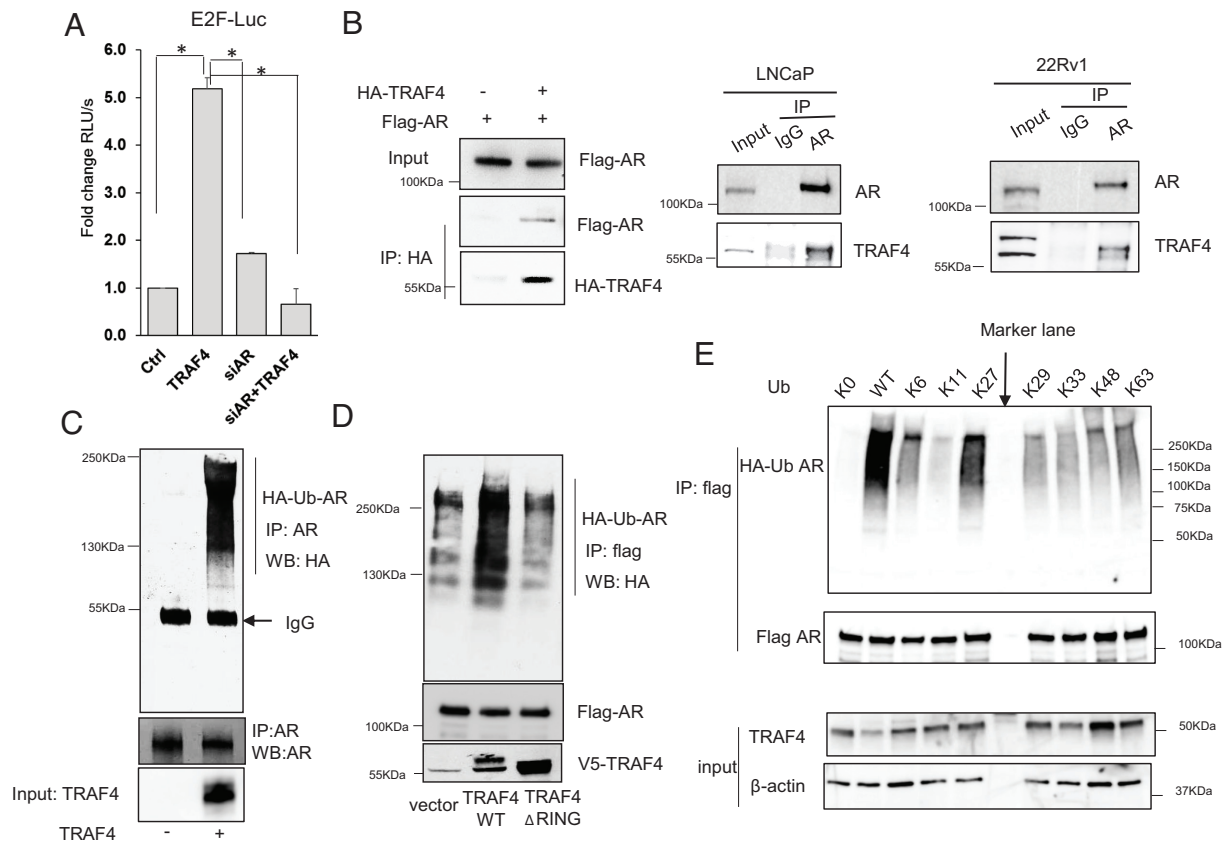 A
E2F-Luc
Fold change RLU/s
6.0
5.0
4.0
3.0
2.0
1.0
0.0
*
*
*
Ctrl
TRAF4
siAR
siAR+TRAF4
B
HA-TRAF4 - +
Flag-AR + +
Input
100KDa
Flag-AR
Flag-AR
IP: HA
55KDa
HA-TRAF4
LNCaP
IP
Input IgG AR
100KDa
AR
55KDa
TRAF4
22Rv1
IP
Input IgG AR
100KDa
AR
55KDa
TRAF4
C
250KDa
130KDa
55KDa
HA-Ub-AR
IP: AR
WB: HA
IgG
IP:AR
WB:AR
Input: TRAF4
TRAF4 - +
D
250KDa
130KDa
HA-Ub-AR
IP: flag
WB: HA
100KDa
Flag-AR
55KDa
V5-TRAF4
vector
TRAF4
WT
TRAF4
ΔRING
E
Marker lane
Ub K0 WT K6 K11 K27 K29 K33 K48 K63
IP: flag
HA-Ub AR
250KDa
150KDa
100KDa
75KDa
50KDa
Flag AR
100KDa
input
TRAF4
50KDa
β-actin
37KDa